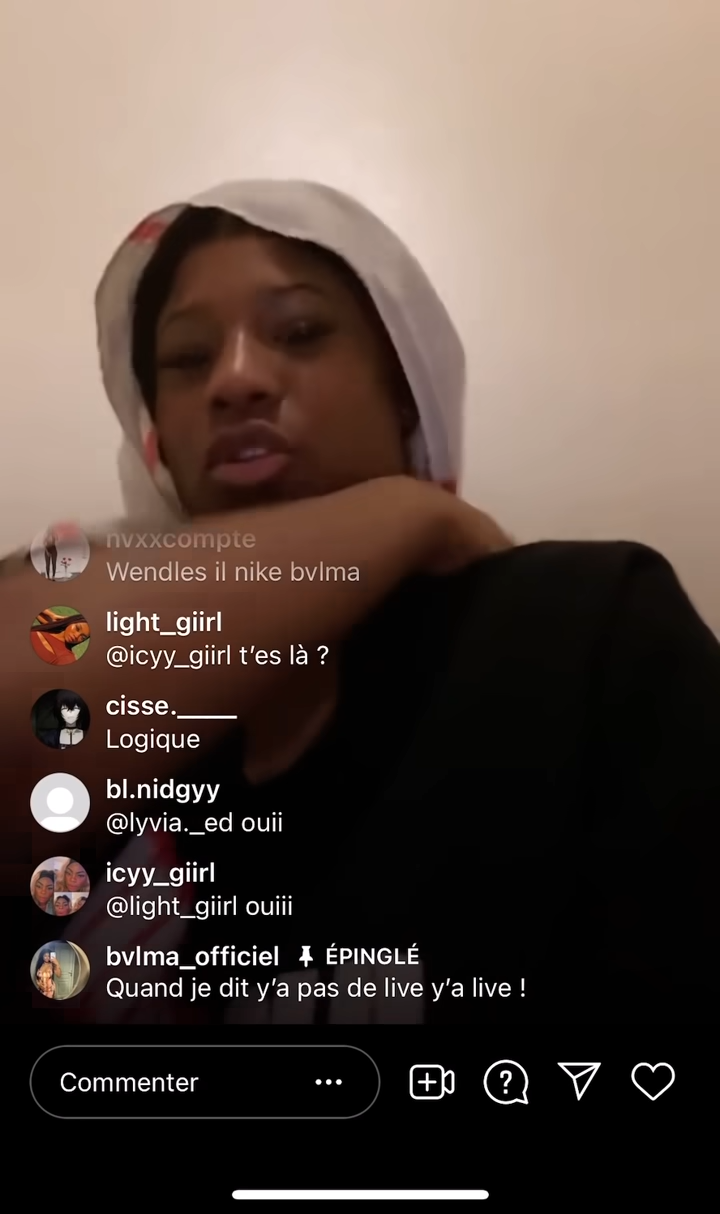 nvxxcompte
Wendles il nike bvlma
light_giirl
@icyy_giirl t’es là ?
cisse._____
Logique
bl.nidgyy
@lyvia._ed ouii
icyy_giirl
@light_giirl ouiii
bvlma_officiel ÉPINGLÉ
Quand je dit y’a pas de live y’a live !
Commenter